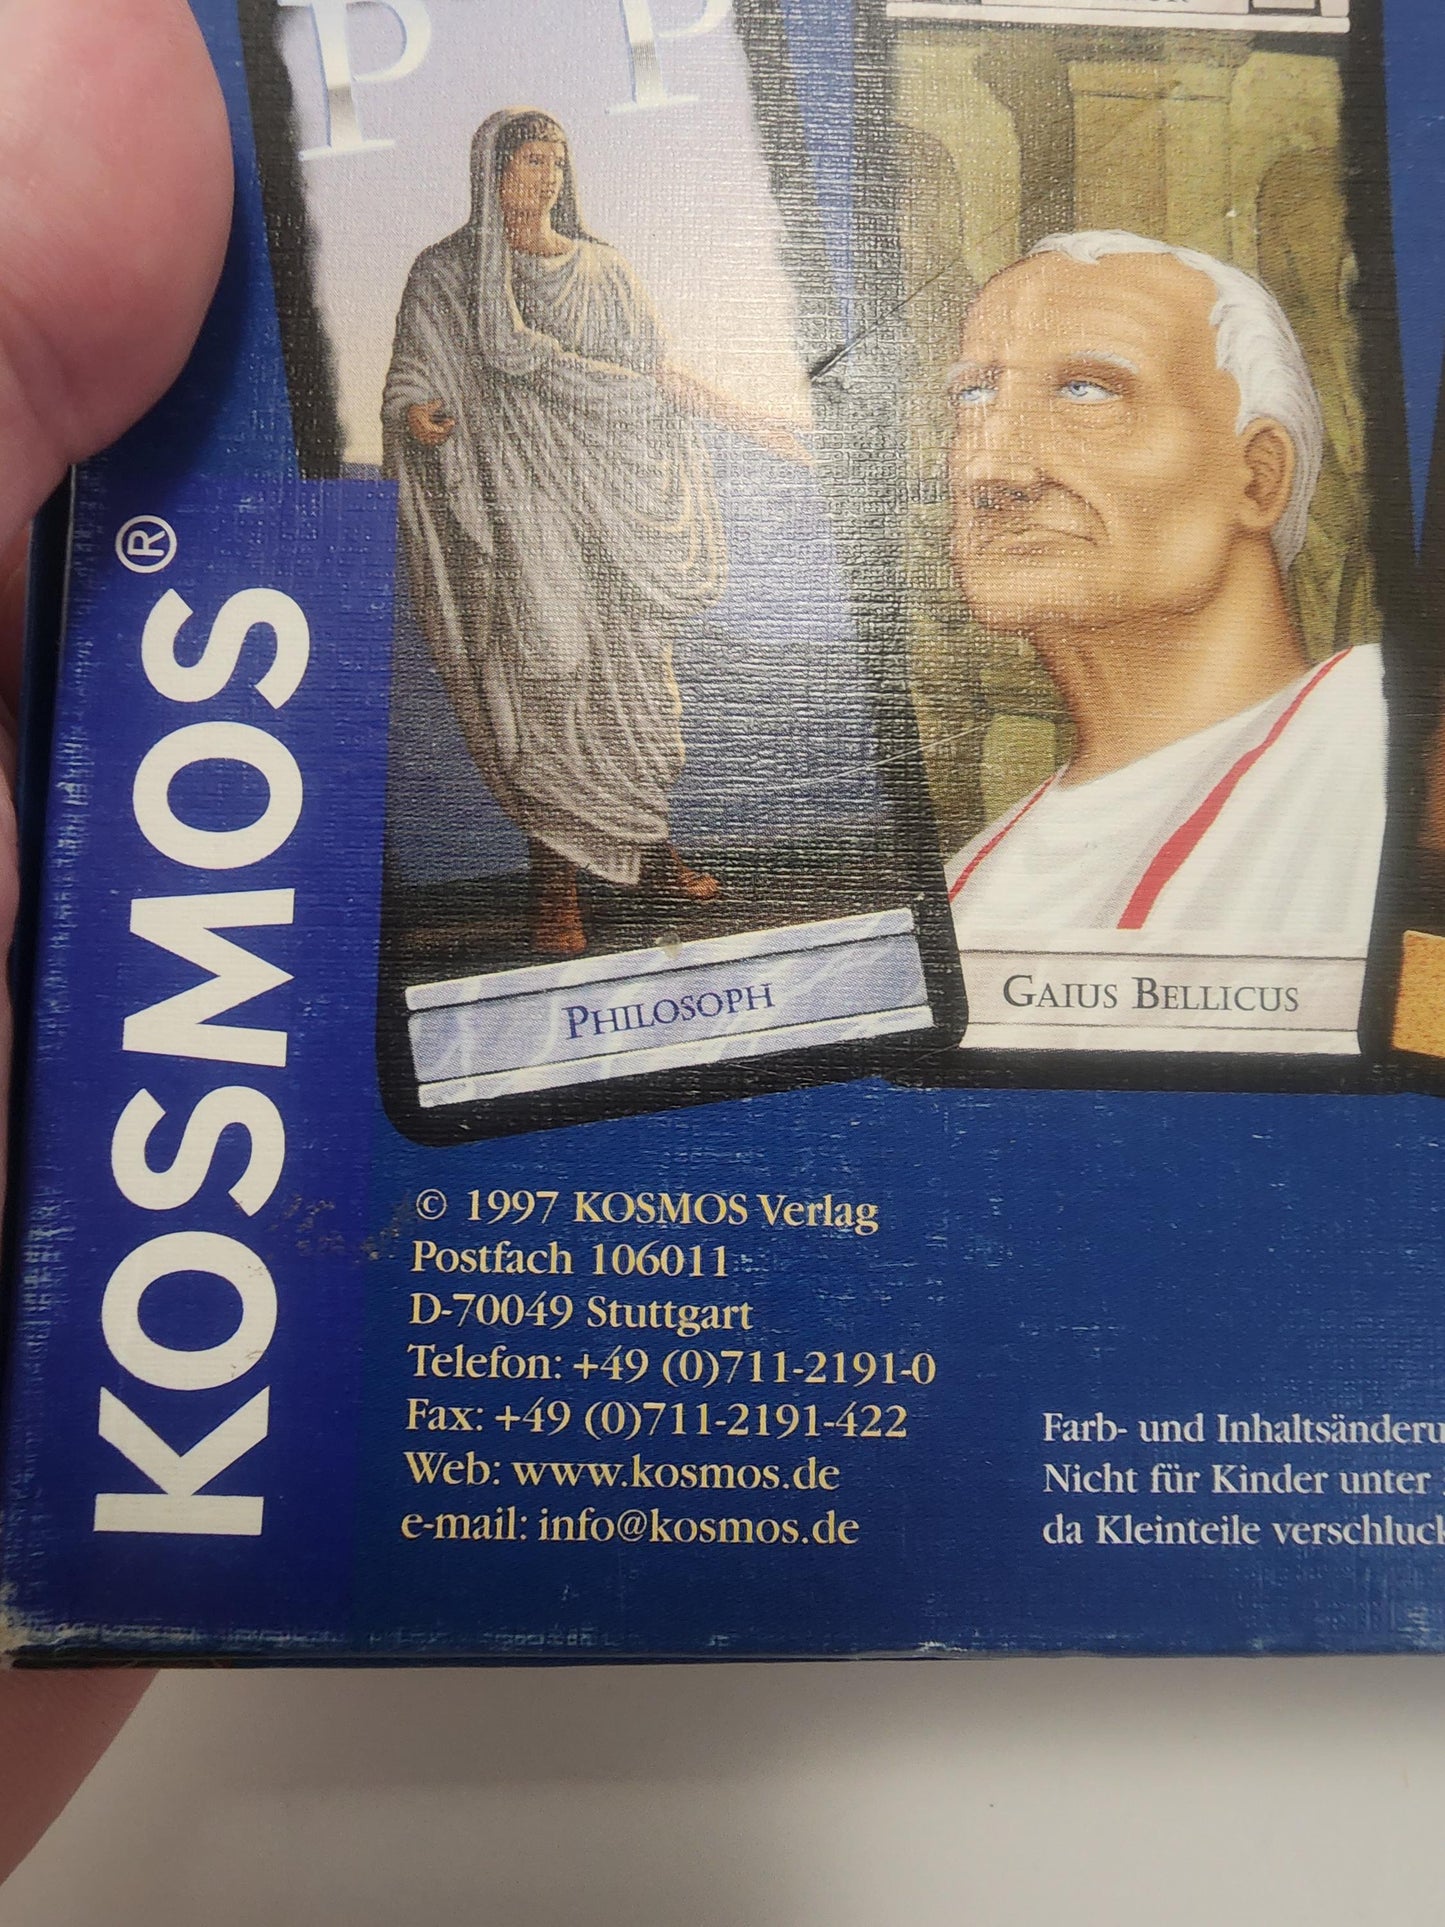 P P
PHILOSOPH
GAIUS BELLICUS
KOSMOS®
© 1997 KOSMOS Verlag
Postfach 106011
D-70049 Stuttgart
Telefon: +49 (0)711-2191-0
Fax: +49 (0)711-2191-422
Web: www.kosmos.de
e-mail: info@kosmos.de
Farb- und Inhaltsänderu
Nicht für Kinder unter
da Kleinteile verschluck